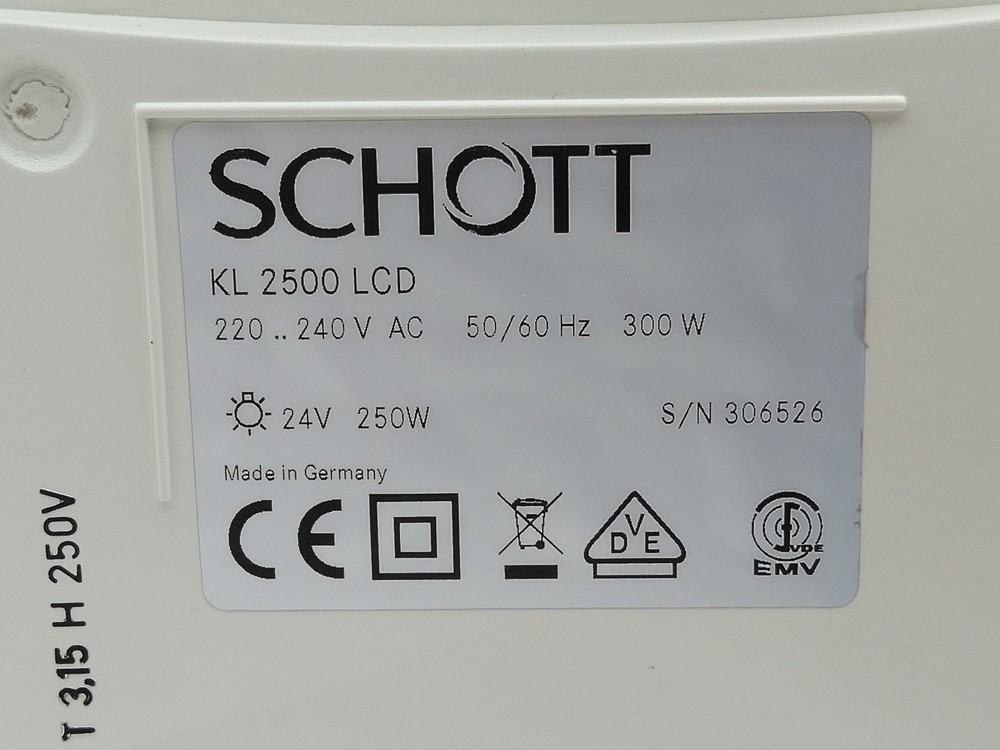 SCHOTT
KL 2500 LCD
220 .. 240 V AC 50/60 Hz 300 W
24V 250W S/N 306526
Made in Germany
CE
DVE
VDE
EMV
T 3,15 H 250V